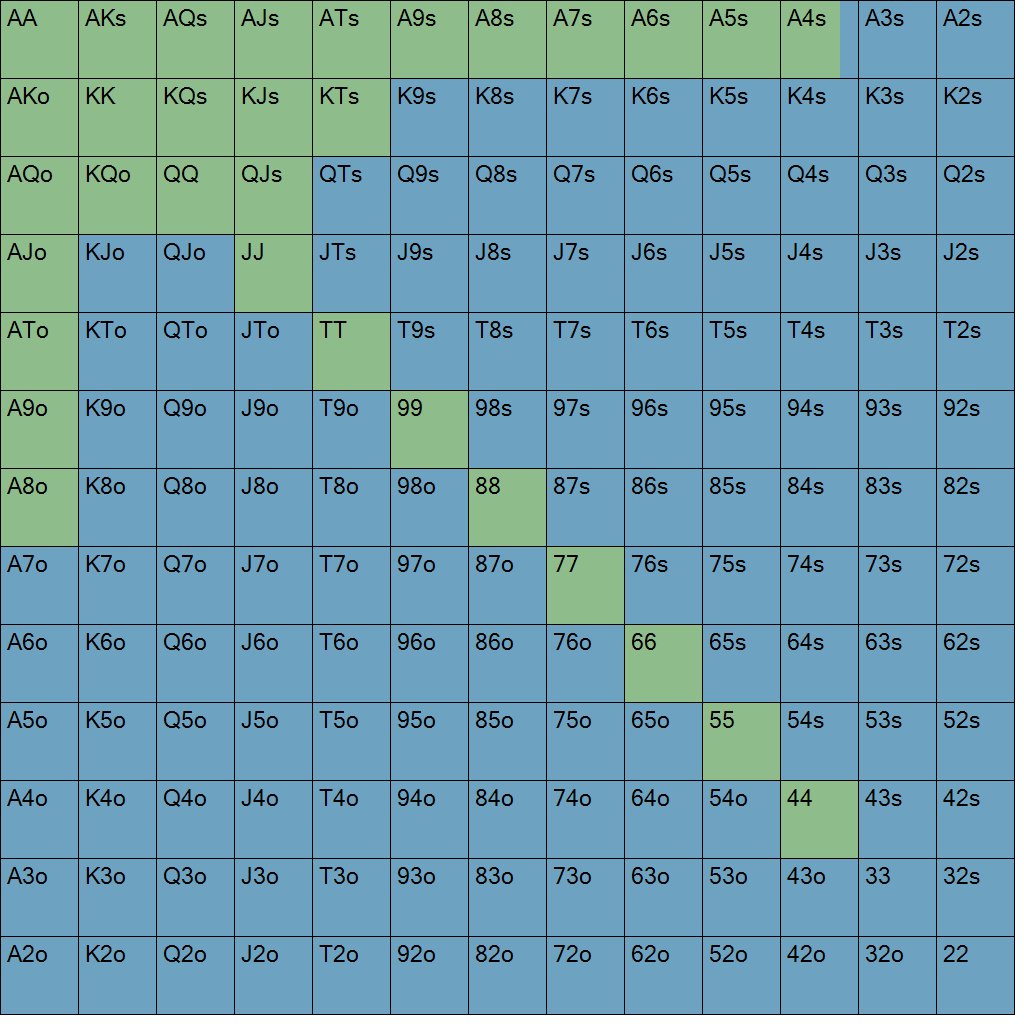 AA AKs AQs AJs ATs A9s A8s A7s A6s A5s A4s A3s A2s
AKo KK KQs KJs KTs K9s K8s K7s K6s K5s K4s K3s K2s
AQo KQo QQ QJs QTs Q9s Q8s Q7s Q6s Q5s Q4s Q3s Q2s
AJo KJo QJo JJ JTs J9s J8s J7s J6s J5s J4s J3s J2s
ATo KTo QTo JTo TT T9s T8s T7s T6s T5s T4s T3s T2s
A9o K9o Q9o J9o T9o 99 98s 97s 96s 95s 94s 93s 92s
A8o K8o Q8o J8o T8o 98o 88 87s 86s 85s 84s 83s 82s
A7o K7o Q7o J7o T7o 97o 87o 77 76s 75s 74s 73s 72s
A6o K6o Q6o J6o T6o 96o 86o 76o 66 65s 64s 63s 62s
A5o K5o Q5o J5o T5o 95o 85o 75o 65o 55 54s 53s 52s
A4o K4o Q4o J4o T4o 94o 84o 74o 64o 54o 44 43s 42s
A3o K3o Q3o J3o T3o 93o 83o 73o 63o 53o 43o 33 32s
A2o K2o Q2o J2o T2o 92o 82o 72o 62o 52o 42o 32o 22